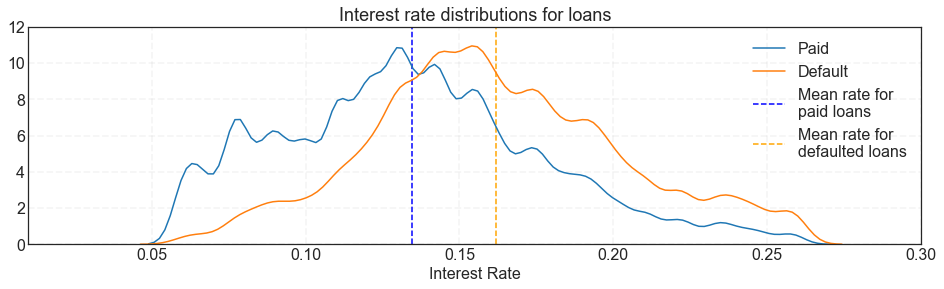 Interest rate distributions for loans
12
10
8
6
4
2
0
Paid
Default
Mean rate for
paid loans
Mean rate for
defaulted loans
0.05 0.10 0.15 0.20 0.25 0.30
Interest Rate